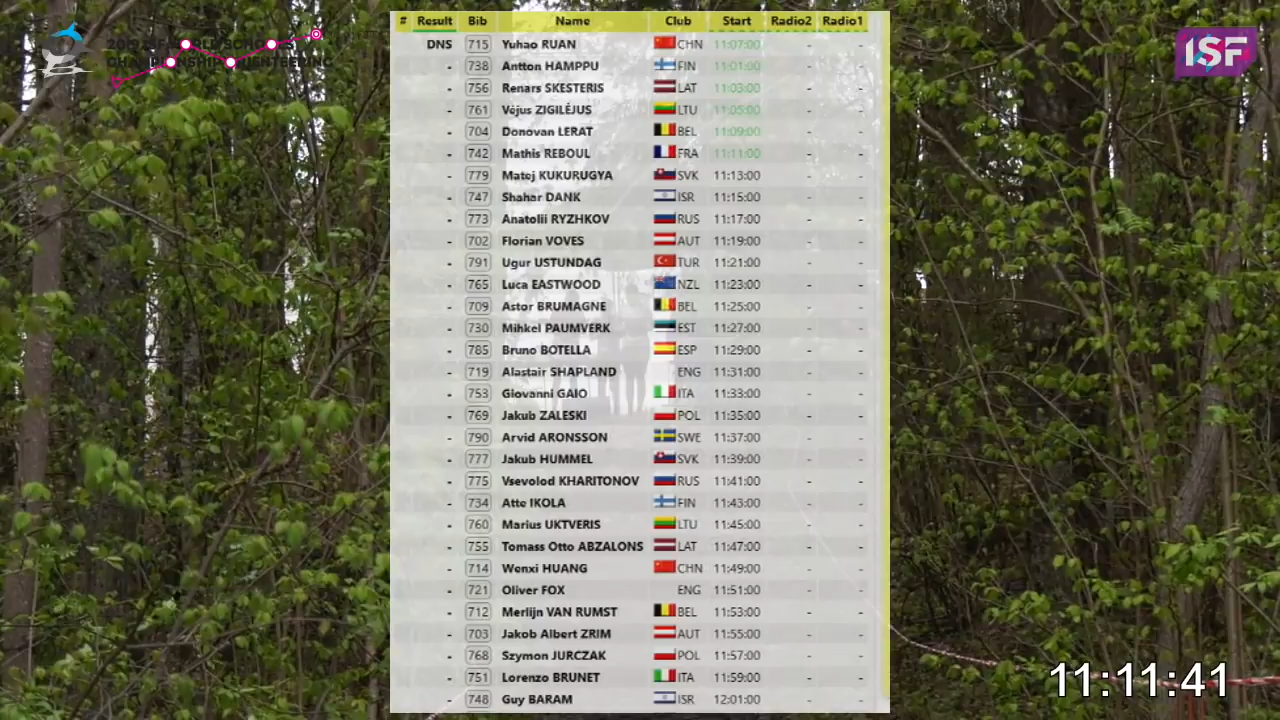 # Result Bib Name Club Start Radio2 Radio1
DNS 715 Yuhao RUAN CHN 11:07:00 - -
- 738 Antton HAMPPU FIN 11:01:00 - -
- 756 Renars SKESTERIS LAT 11:03:00 - -
- 761 Vėjus ZIGILĖJUS LTU 11:05:00 - -
- 704 Donovan LERAT BEL 11:09:00 - -
- 742 Mathis REBOUL FRA 11:11:00 - -
- 779 Matej KUKURUGYA SVK 11:13:00 - -
- 747 Shahar DANK ISR 11:15:00 - -
- 773 Anatolii RYZHKOV RUS 11:17:00 - -
- 702 Florian VOVES AUT 11:19:00 - -
- 791 Ugur USTUNDAG TUR 11:21:00 - -
- 765 Luca EASTWOOD NZL 11:23:00 - -
- 709 Astor BRUMAGNE BEL 11:25:00 - -
- 730 Mihkel PAUMVERK EST 11:27:00 - -
- 785 Bruno BOTELLA ESP 11:29:00 - -
- 719 Alastair SHAPLAND ENG 11:31:00 - -
- 753 Giovanni GAIO ITA 11:33:00 - -
- 769 Jakub ZALESKI POL 11:35:00 - -
- 790 Arvid ARONSSON SWE 11:37:00 - -
- 777 Jakub HUMMEL SVK 11:39:00 - -
- 775 Vsevolod KHARITONOV RUS 11:41:00 - -
- 734 Atte IKOLA FIN 11:43:00 - -
- 760 Marius UKTVERIS LTU 11:45:00 - -
- 755 Tomass Otto ABZALONS LAT 11:47:00 - -
- 714 Wenxi HUANG CHN 11:49:00 - -
- 721 Oliver FOX ENG 11:51:00 - -
- 712 Merlijn VAN RUMST BEL 11:53:00 - -
- 703 Jakob Albert ZRIM AUT 11:55:00 - -
- 768 Szymon JURCZAK POL 11:57:00 - -
- 751 Lorenzo BRUNET ITA 11:59:00 - -
- 748 Guy BARAM ISR 12:01:00 - -
ISF
11:11:41